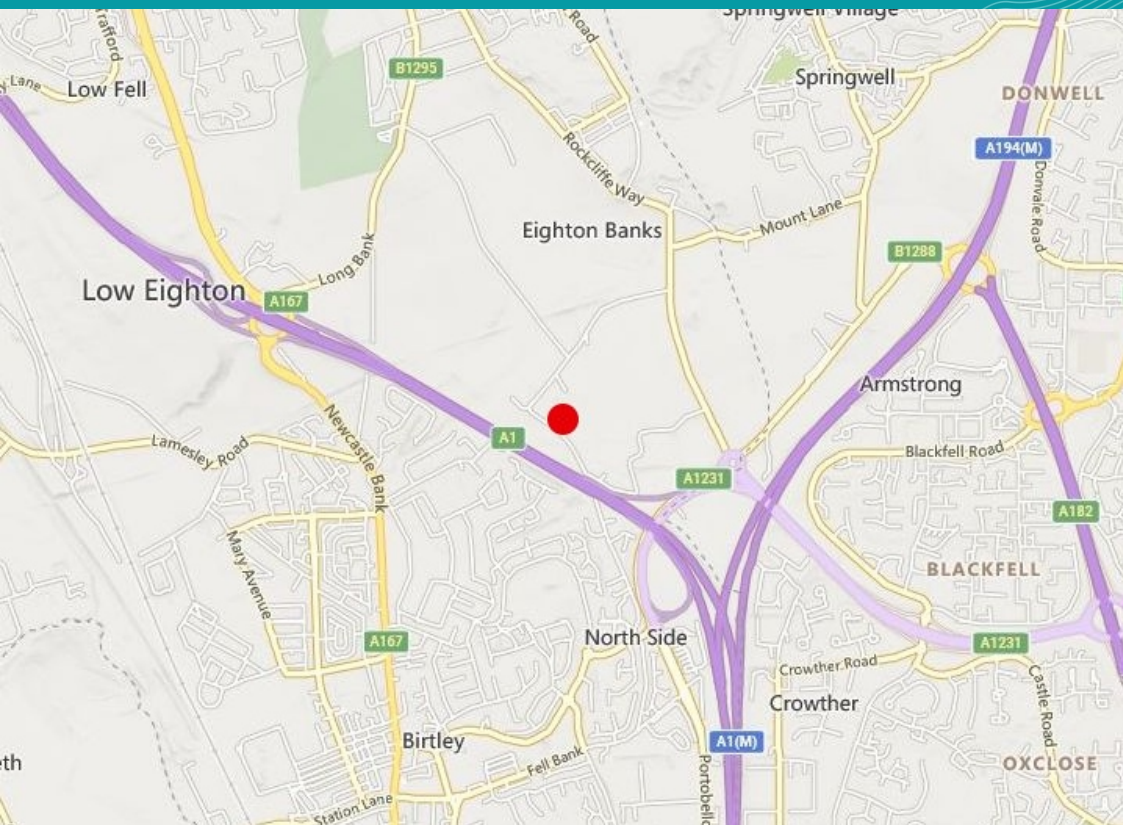 Springwell Village
Trafford
Road
B1295
Low Fell
Springwell
DONWELL
Lane
A194(M)
Rockcliffe Way
Donvale Road
Eighton Banks
Mount Lane
Long Bank
B1288
Low Eighton
A167
Armstrong
Newcastle Bank
A1
Lamesley Road
Blackfell Road
A1231
A182
Mary Avenue
BLACKFELL
A167
North Side
A1231
Crowther Road
Castle Road
Crowther
Birtley
A1(M)
Fell Bank
eth
OXCLOSE
Portobello
Station Lane